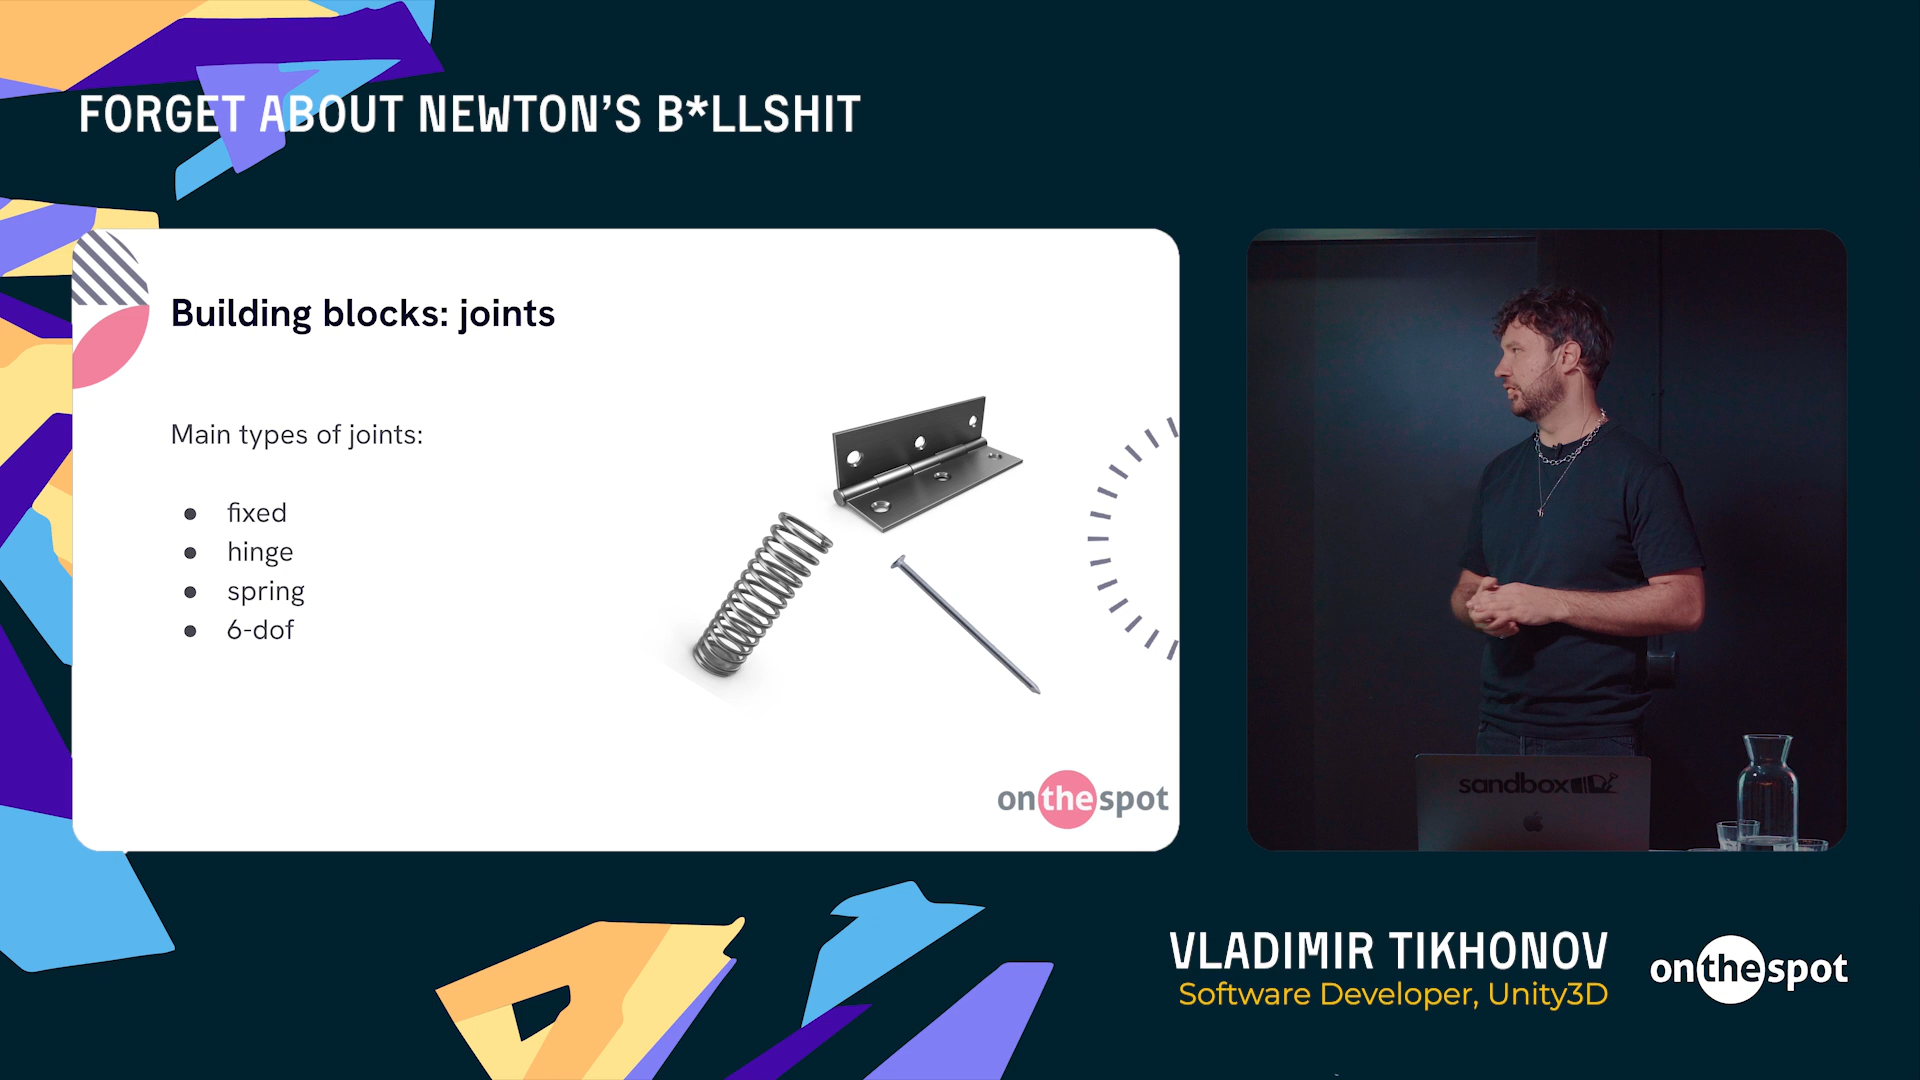 FORGET ABOUT NEWTON'S B*LLSHIT
Building blocks: joints
Main types of joints:
● fixed
● hinge
● spring
● 6-dof
onthespot
sandbox
VLADIMIR TIKHONOV
Software Developer, Unity3D
onthespot